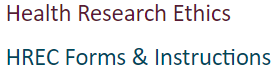 Health Research Ethics
HREC Forms & Instructions